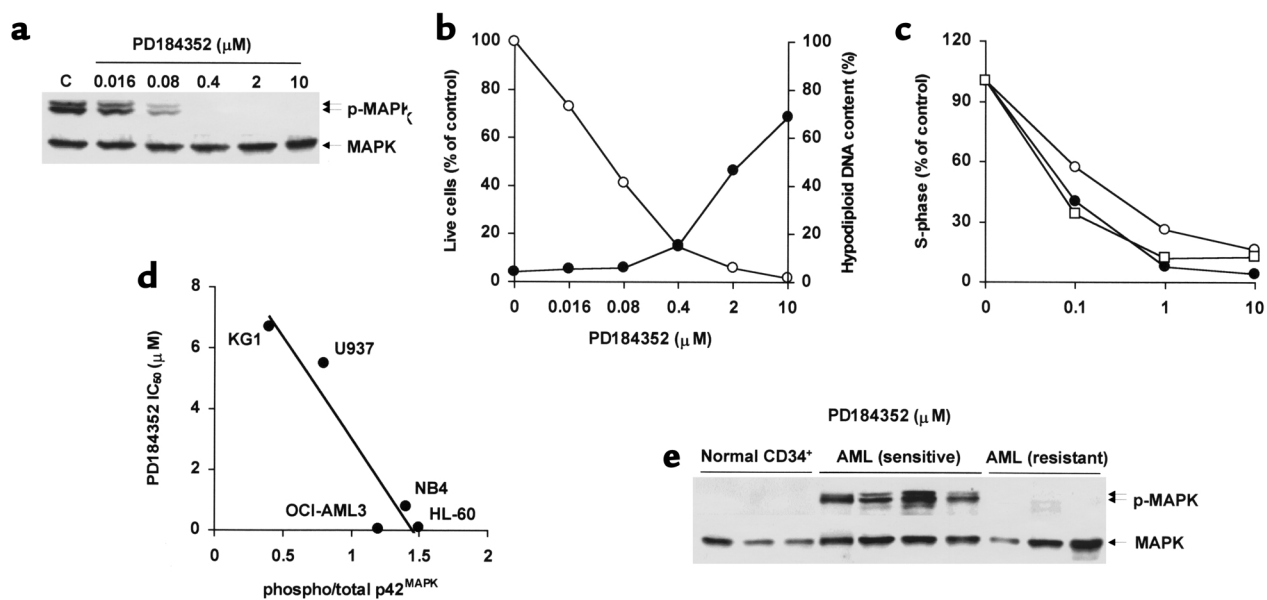 a
PD184352 (μM)
C 0.016 0.08 0.4 2 10
p-MAPK
MAPK
b
Live cells (% of control)
100
80
60
40
20
0
Hypodiploid DNA content (%)
100
80
60
40
20
0
0 0.016 0.08 0.4 2 10
PD184352 (μM)
c
S-phase (% of control)
120
90
60
30
0
0 0.1 1 10
d
PD184352 IC50 (μM)
8
6
4
2
0
KG1
U937
NB4
OCI-AML3
HL-60
0 0.5 1 1.5 2
phospho/total p42MAPK
PD184352 (μM)
e
Normal CD34+ AML (sensitive) AML (resistant)
p-MAPK
MAPK